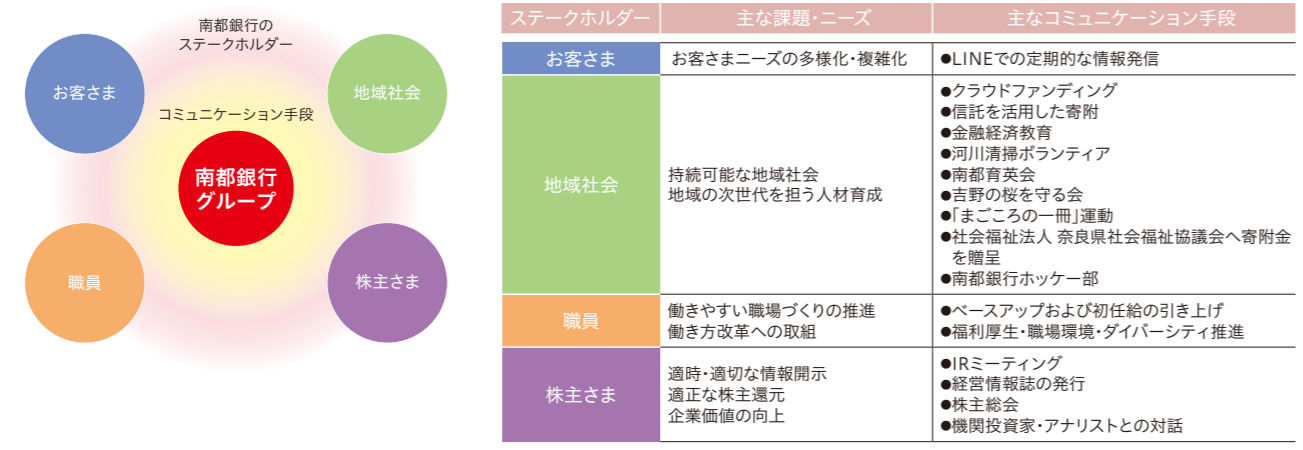 南都銀行の
ステークホルダー
お客さま
地域社会
コミュニケーション手段
南都銀行
グループ
職員
株主さま
ステークホルダー 主な課題・ニーズ 主なコミュニケーション手段
お客さま お客さまニーズの多様化・複雑化 ●LINEでの定期的な情報発信
地域社会
持続可能な地域社会
地域の次世代を担う人材育成
●クラウドファンディング
●信託を活用した寄附
●金融経済教育
●河川清掃ボランティア
●南都育英会
●吉野の桜を守る会
●「まごころの一冊」運動
●社会福祉法人 奈良県社会福祉協議会へ寄附金
を贈呈
●南都銀行ホッケー部
職員
働きやすい職場づくりの推進
働き方改革への取組
●ベースアップおよび初任給の引き上げ
●福利厚生・職場環境・ダイバーシティ推進
株主さま
適時・適切な情報開示
適正な株主還元
企業価値の向上
●IRミーティング
●経営情報誌の発行
●株主総会
●機関投資家・アナリストとの対話